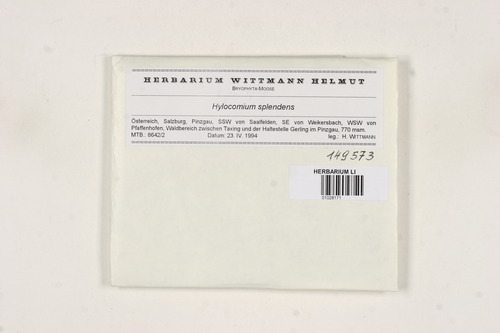 HERBARIUM WITTMANN HELMUT
BRYOPHYTA-MOOSE
Hylocomium splendens
Österreich, Salzburg, Pinzgau, SSW von Saalfelden, SE von Weikersbach, WSW von
Pfaffenhofen, Waldbereich zwischen Taxing und der Haltestelle Gerling im Pinzgau, 770 msm.
MTB.: 8642/2 Datum: 23. IV. 1994 leg.: H. WITTMANN
149573
HERBARIUM LI
01028171